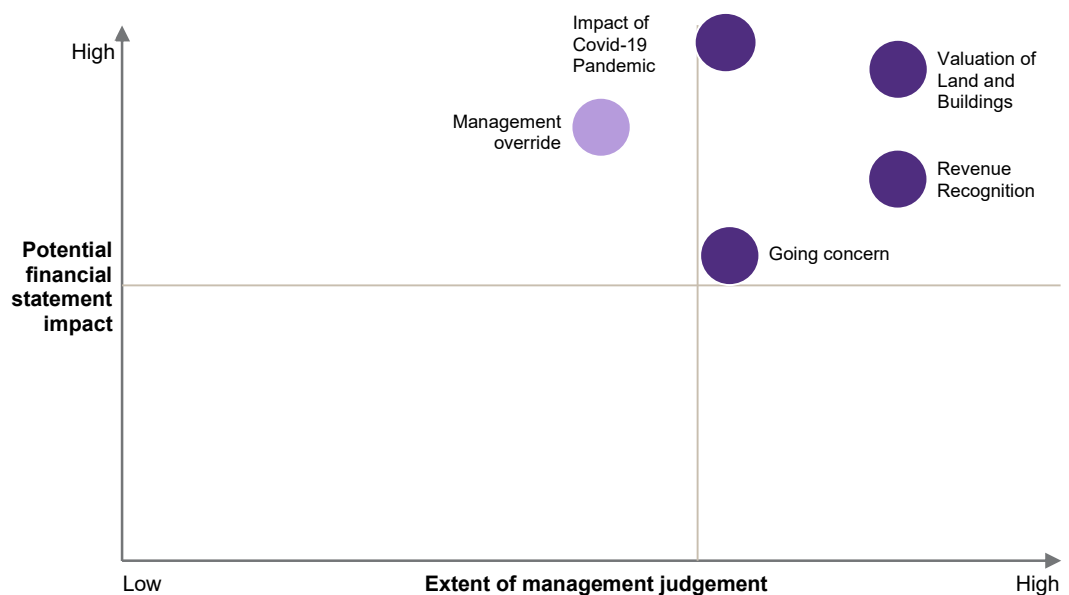 High
Impact of
Covid-19
Pandemic
Valuation of
Land and
Buildings
Management
override
Revenue
Recognition
Going concern
Potential
financial
statement
impact
Low
Extent of management judgement
High